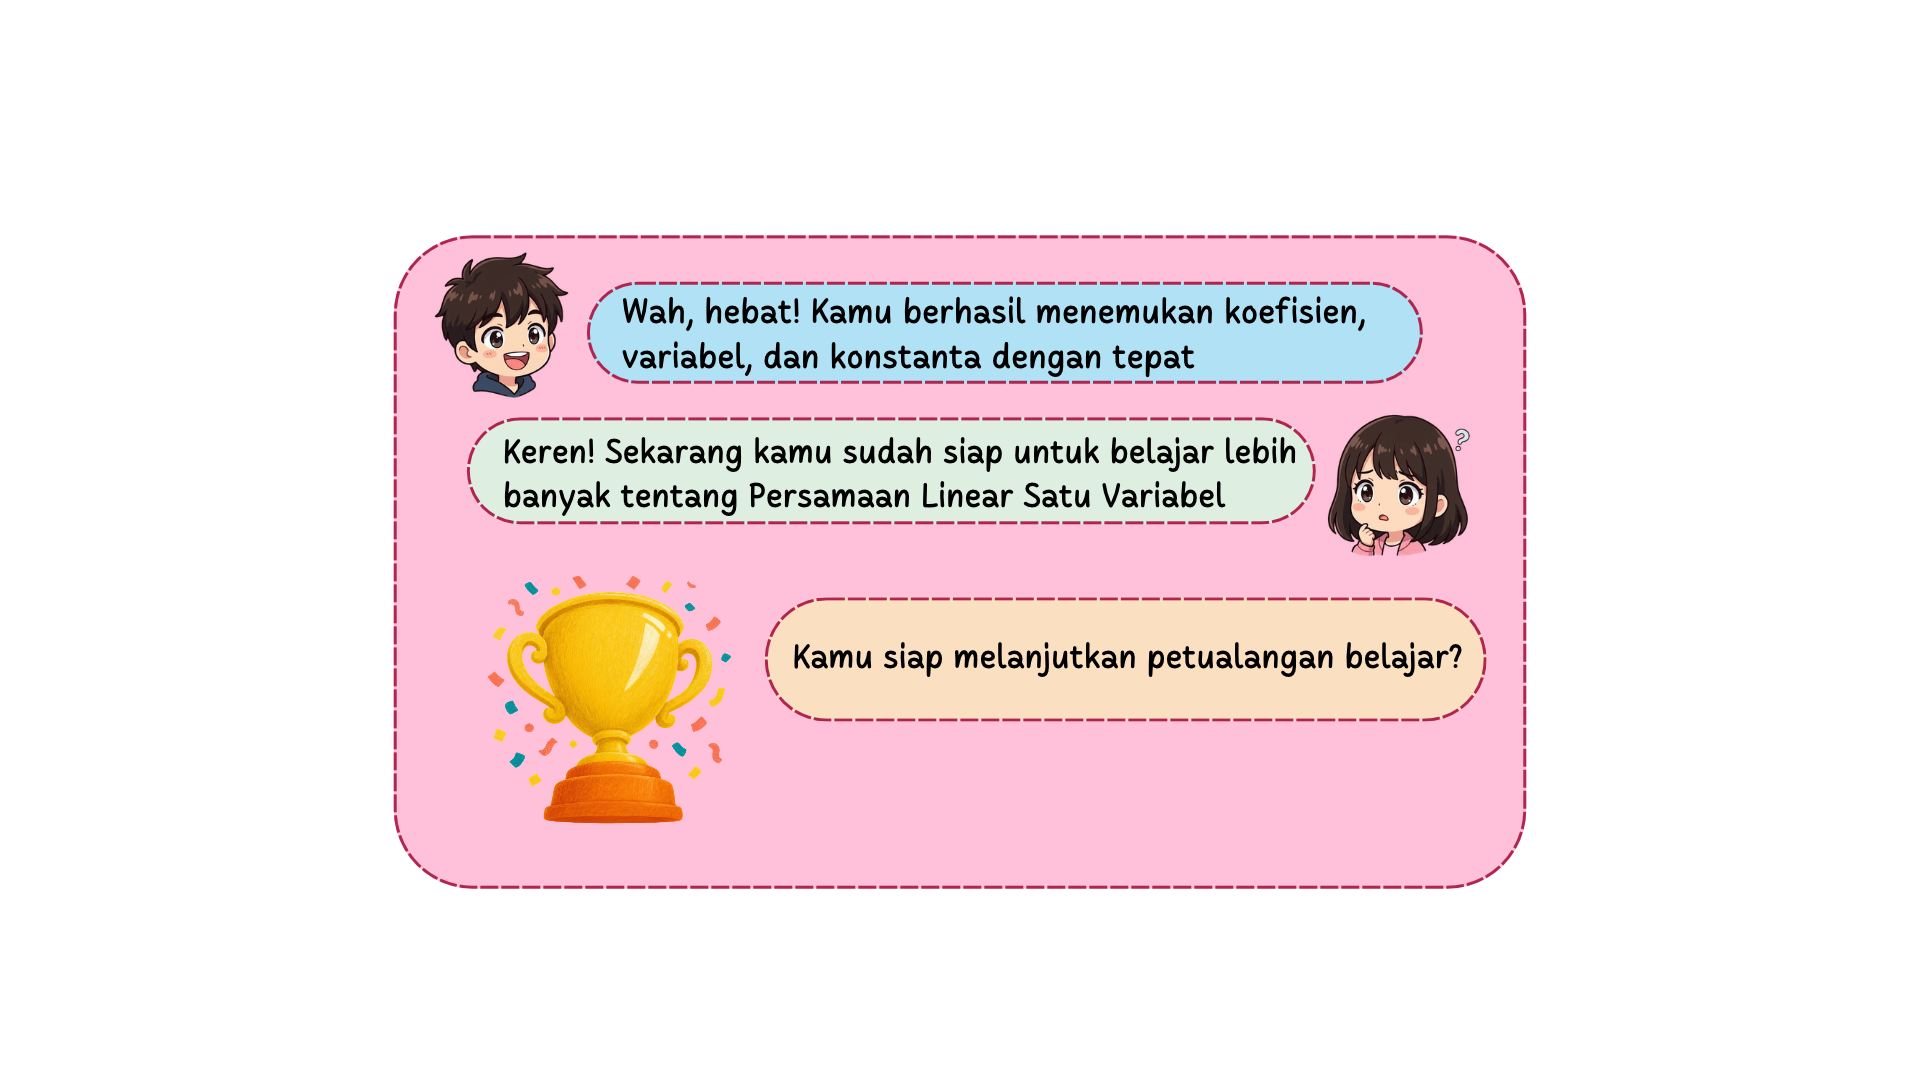 Wah, hebat! Kamu berhasil menemukan koefisien,
variabel, dan konstanta dengan tepat
?
Keren! Sekarang kamu sudah siap untuk belajar lebih
banyak tentang Persamaan Linear Satu Variabel
Kamu siap melanjutkan petualangan belajar?